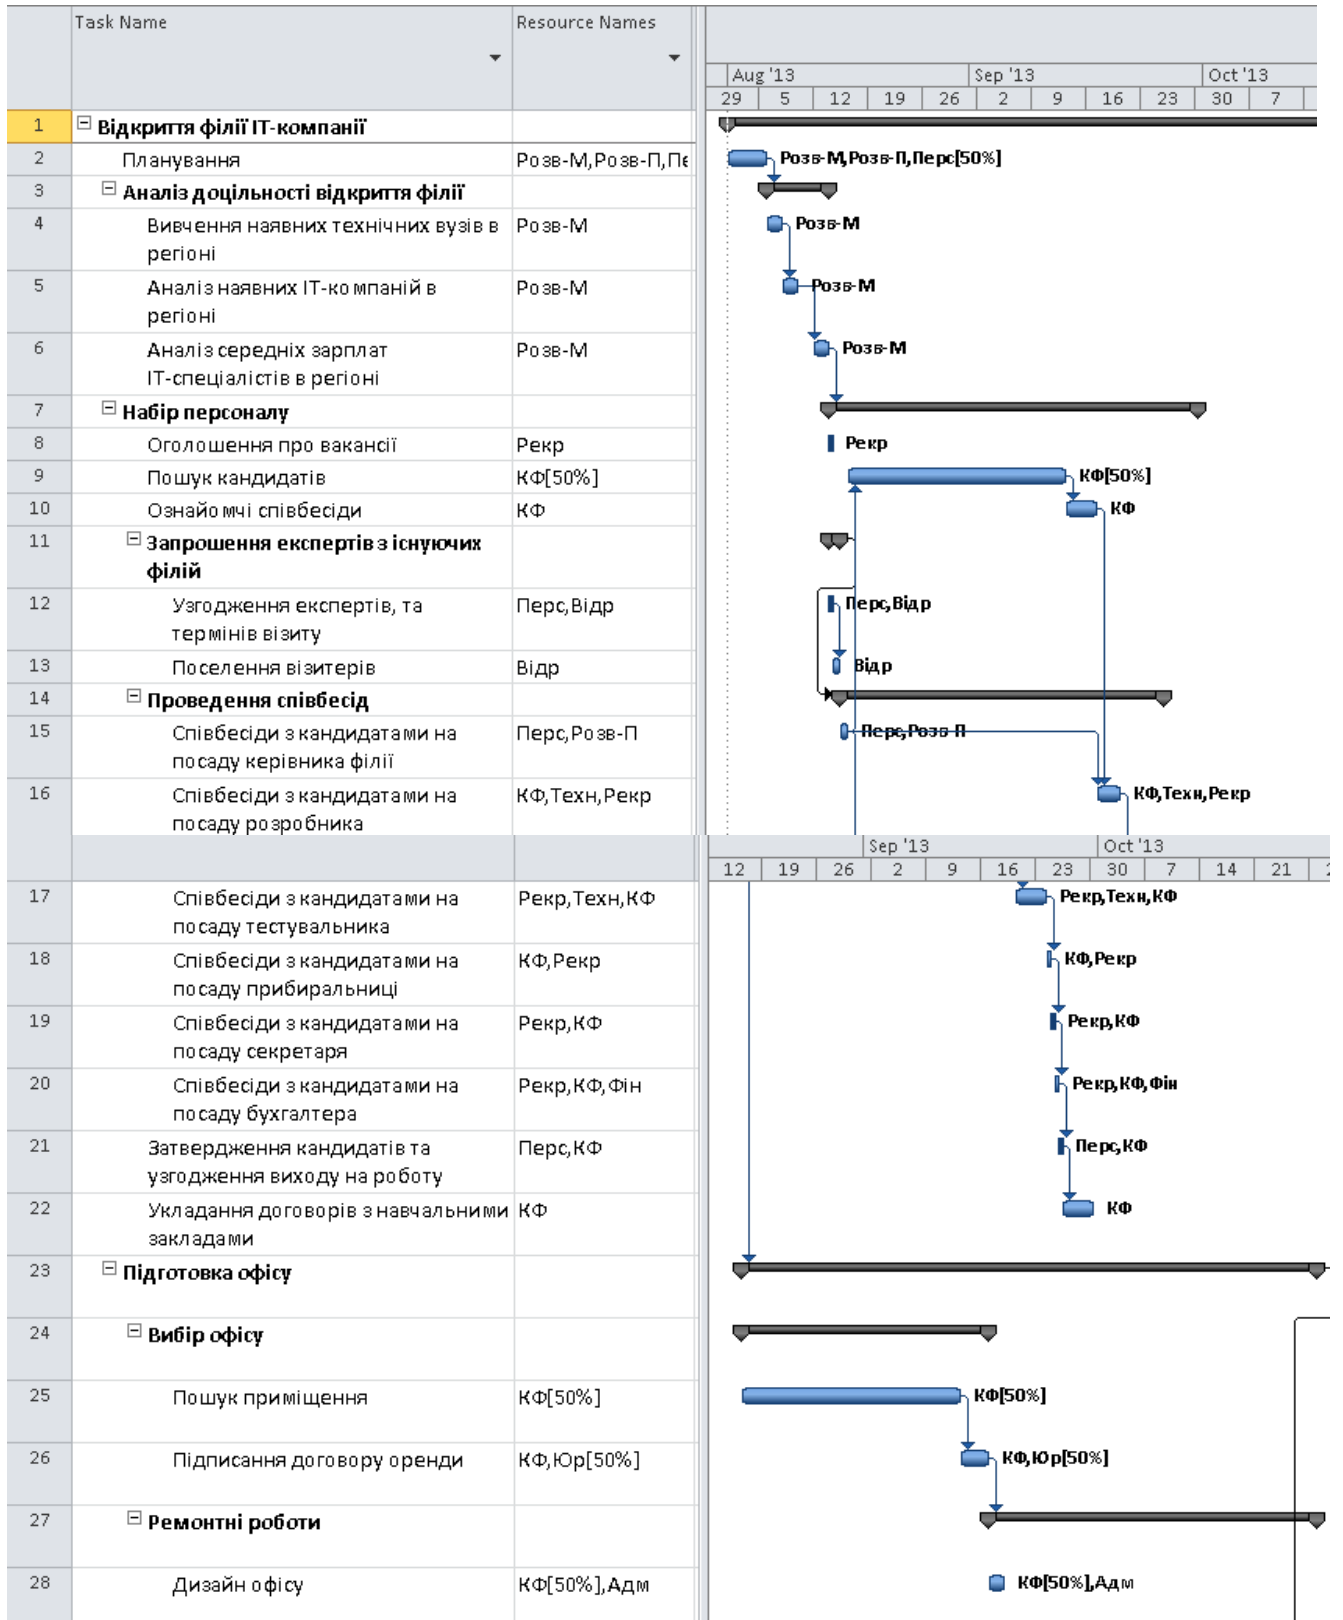 Task Name
Resource Names
Aug '13 Sep '13 Oct '13
29 5 12 19 26 2 9 16 23 30 7
1 Відкриття філії ІТ-компанії
2 Планування Розв-М,Розв-П,Пе Розв-М,Розв-П,Перс[50%]
3 Аналіз доцільності відкриття філії
4 Вивчення наявних технічних вузів в Розв-М Розв-М
регіоні
5 Аналіз наявних ІТ-компаній в Розв-М Розв-М
регіоні
6 Аналіз середніх зарплат Розв-М Розв-М
ІТ-спеціалістів в регіоні
7 Набір персоналу
8 Оголошення про вакансії Рекр Рекр
9 Пошук кандидатів КФ[50%] КФ[50%]
10 Ознайомчі співбесіди КФ КФ
11 Запрошення експертів з існуючих
філій
12 Узгодження експертів, та Перс,Відр Перс,Відр
термінів візиту
13 Поселення візитерів Відр Відр
14 Проведення співбесід
15 Співбесіди з кандидатами на Перс,Розв-П Перс,Розв-П
посаду керівника філії
16 Співбесіди з кандидатами на КФ,Техн,Рекр КФ,Техн,Рекр
посаду розробника
Sep '13 Oct '13
12 19 26 2 9 16 23 30 7 14 21 2
17 Співбесіди з кандидатами на Рекр,Техн,КФ Рекр,Техн,КФ
посаду тестувальника
18 Співбесіди з кандидатами на КФ,Рекр КФ,Рекр
посаду прибиральниці
19 Співбесіди з кандидатами на Рекр,КФ Рекр,КФ
посаду секретаря
20 Співбесіди з кандидатами на Рекр,КФ,Фін Рекр,КФ,Фін
посаду бухгалтера
21 Затвердження кандидатів та Перс,КФ Перс,КФ
узгодження виходу на роботу
22 Укладання договорів з навчальними КФ КФ
закладами
23 Підготовка офісу
24 Вибір офісу
25 Пошук приміщення КФ[50%] КФ[50%]
26 Підписання договору оренди КФ,Юр[50%] КФ,Юр[50%]
27 Ремонтні роботи
28 Дизайн офісу КФ[50%],Адм КФ[50%],Адм